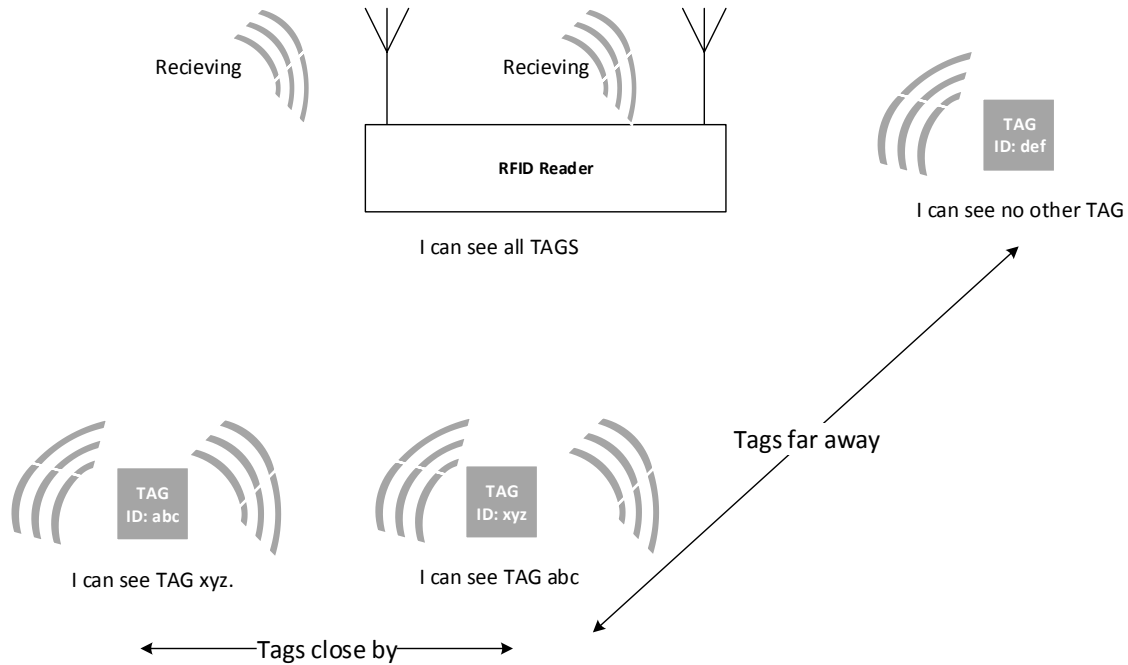 Recieving
Recieving
RFID Reader
TAG
ID: def
I can see no other TAG
I can see all TAGS
Tags far away
TAG
ID: abc
TAG
ID: xyz
I can see TAG xyz.
I can see TAG abc
Tags close by